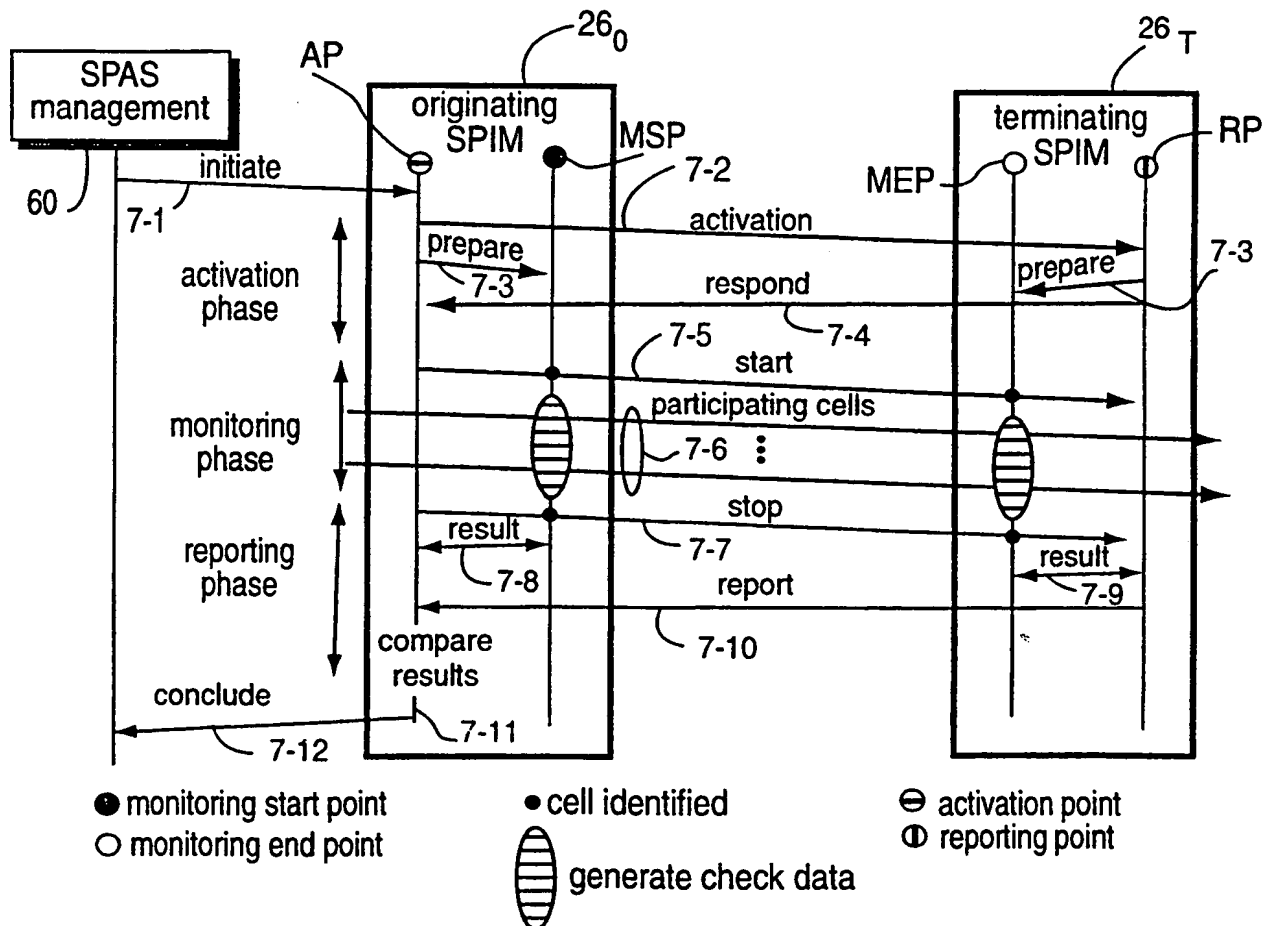 26₀
26 T
AP
SPAS
management
originating
SPIM
MSP
terminating
SPIM
RP
MEP
initiate
7-2
60
7-1
activation
prepare
7-3
prepare
7-3
activation
phase
respond
7-4
7-5
start
participating cells
monitoring
phase
7-6
stop
7-7
result
7-8
result
7-9
reporting
phase
report
7-10
compare
results
conclude
7-11
7-12
monitoring start point
cell identified
activation point
monitoring end point
reporting point
generate check data